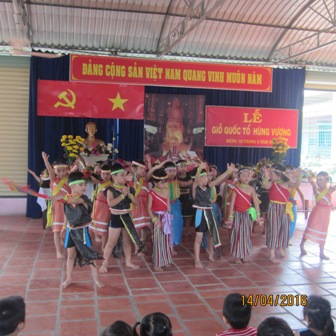 ĐẢNG CỘNG SẢN VIỆT NAM QUANG VINH MUÔN NĂM
LỄ
GIỖ QUỐC TỔ HÙNG VƯƠNG
14/04/2016